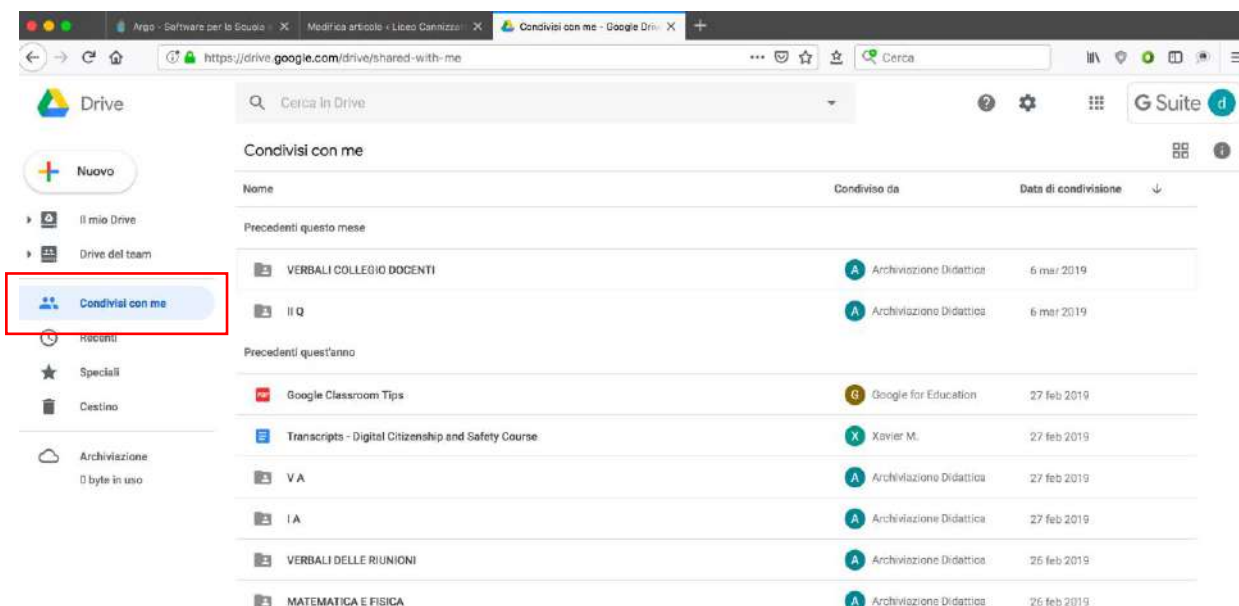 Argo - Software per la Scuola
Modifica articolo ‹ Liceo Cannizza
Condivisi con me - Google Driv
https://drive.google.com/drive/shared-with-me
Cerca
Drive
Cerca in Drive
G Suite
d
Nuovo
Condivisi con me
Nome
Condiviso da
Data di condivisione
Il mio Drive
Precedenti questo mese
Drive del team
VERBALI COLLEGIO DOCENTI
A Archiviazione Didattica
6 mar 2019
Condivisi con me
II Q
A Archiviazione Didattica
6 mar 2019
Recenti
Precedenti quest'anno
Speciali
Google Classroom Tips
G Google for Education
27 feb 2019
Cestino
Transcripts - Digital Citizenship and Safety Course
X Xavier M.
27 feb 2019
Archiviazione
0 byte in uso
V A
A Archiviazione Didattica
27 feb 2019
I A
A Archiviazione Didattica
27 feb 2019
VERBALI DELLE RIUNIONI
A Archiviazione Didattica
26 feb 2019
MATEMATICA E FISICA
A Archiviazione Didattica
26 feb 2019